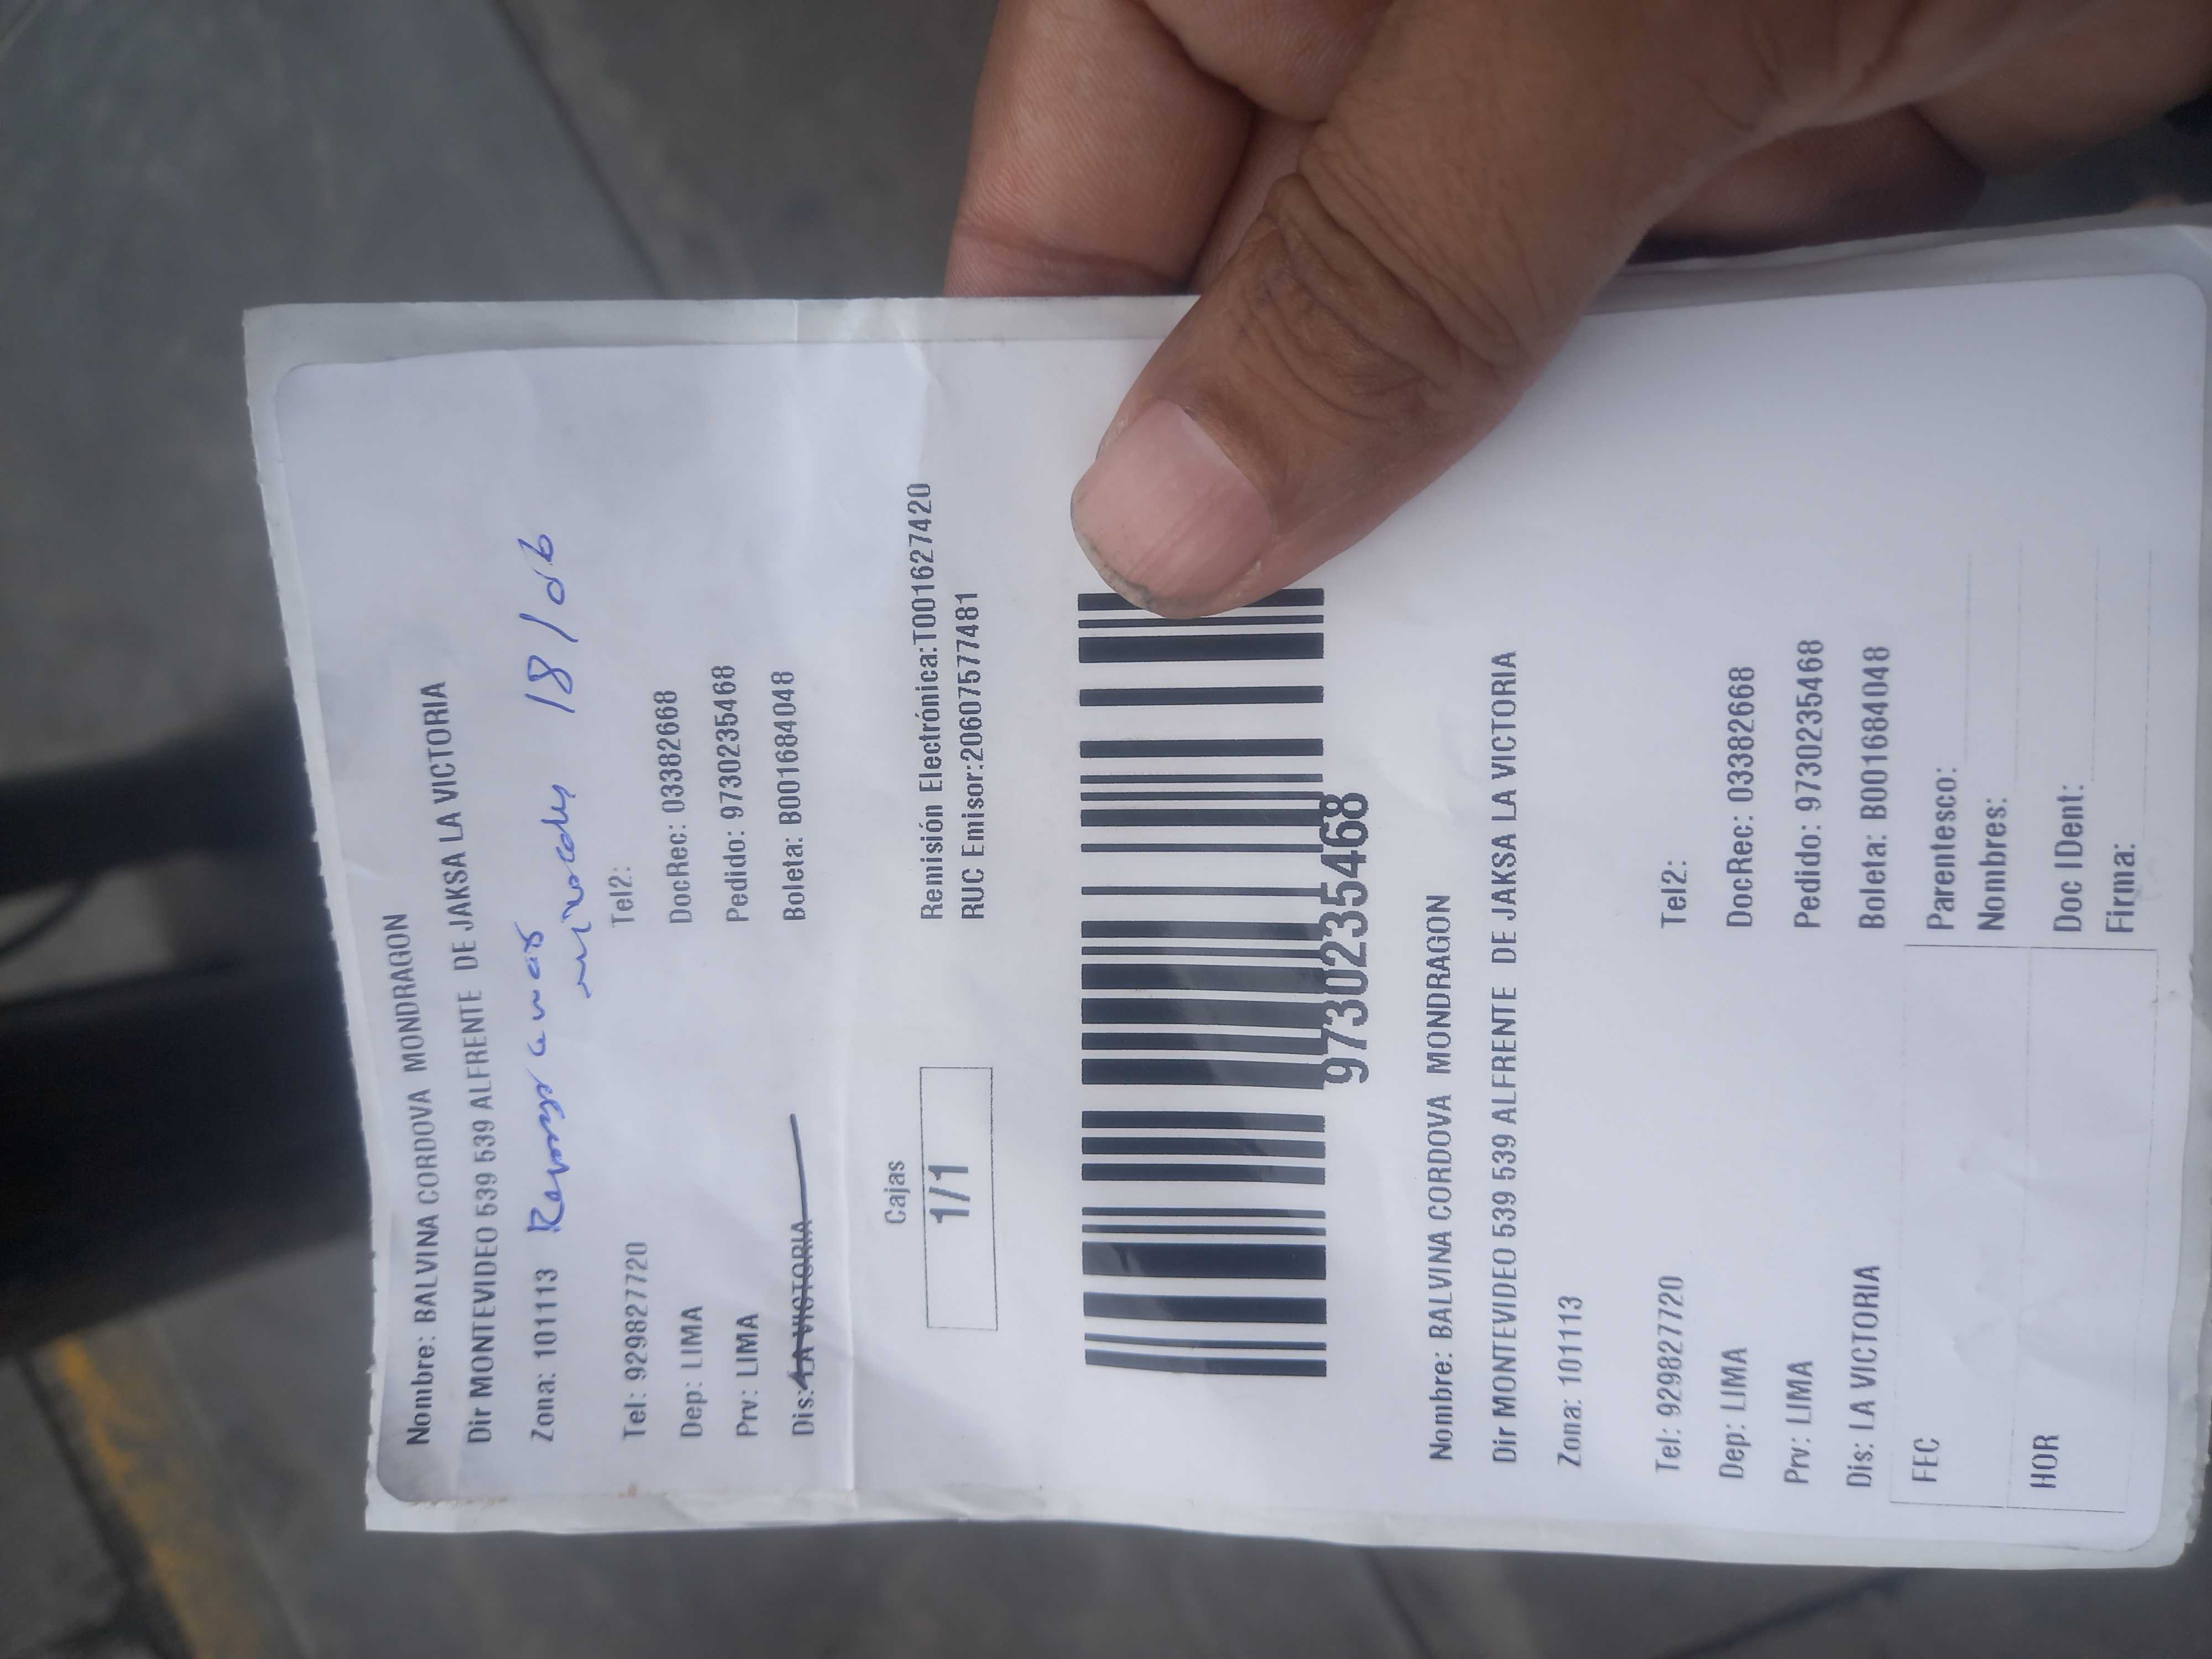 Nombre: BALVINA CORDOVA MONDRAGON
Dir MONTEVIDEO 539 539 ALFRENTE DE JAKSA LA VICTORIA
Zona: 101113
18/06
Tel: 929827720 Tel2:
Dep: LIMA DocRec: 03382668
Prv: LIMA Pedido: 9730235468
Dis: LA VICTORIA Boleta: B001684048
Cajas
1/1
Remisión Electrónica:T001627420
RUC Emisor:20607577481
9730235468
Nombre: BALVINA CORDOVA MONDRAGON
Dir MONTEVIDEO 539 539 ALFRENTE DE JAKSA LA VICTORIA
Zona: 101113
Tel: 929827720 Tel2:
Dep: LIMA DocRec: 03382668
Prv: LIMA Pedido: 9730235468
Dis: LA VICTORIA Boleta: B001684048
FEC Parentesco:
Nombres:
HOR Doc IDent:
Firma: